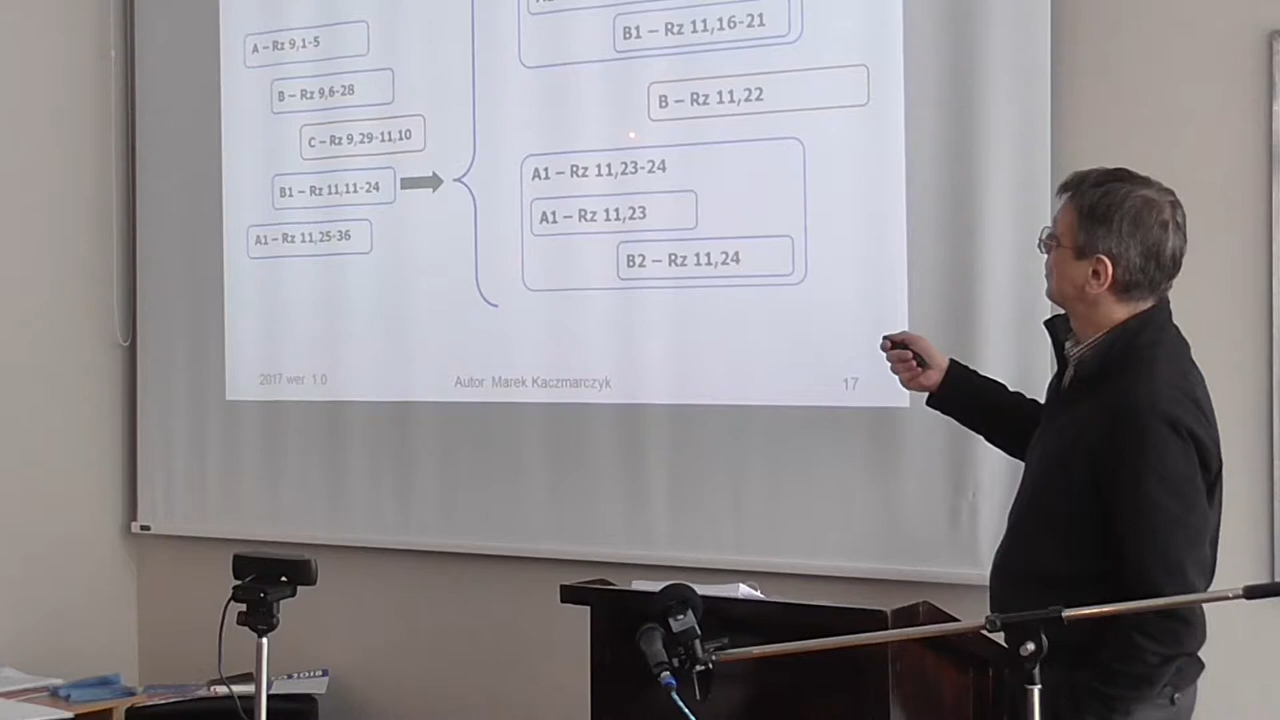 A – Rz 9,1-5
B – Rz 9,6-28
C – Rz 9,29-11,10
B1 – Rz 11,11-24
A1 – Rz 11,25-36
B1 – Rz 11,16-21
B – Rz 11,22
A1 – Rz 11,23-24
A1 – Rz 11,23
B2 – Rz 11,24
2017 wer. 1.0
Autor: Marek Kaczmarczyk
17
2018